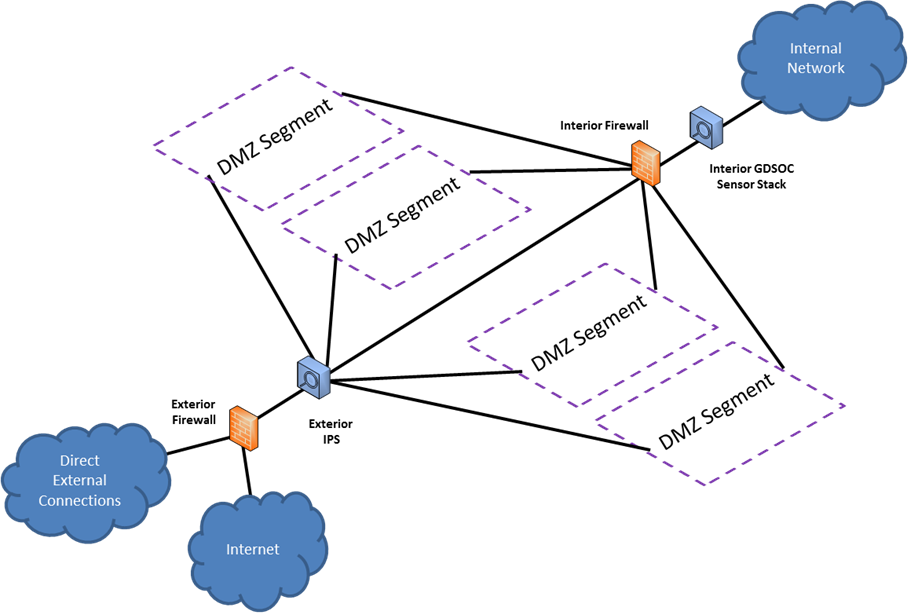 Internal
Network
DMZ Segment
Interior Firewall
Interior GDSOC
Sensor Stack
DMZ Segment
DMZ Segment
DMZ Segment
Exterior
Firewall
Exterior
IPS
Direct
External
Connections
Internet